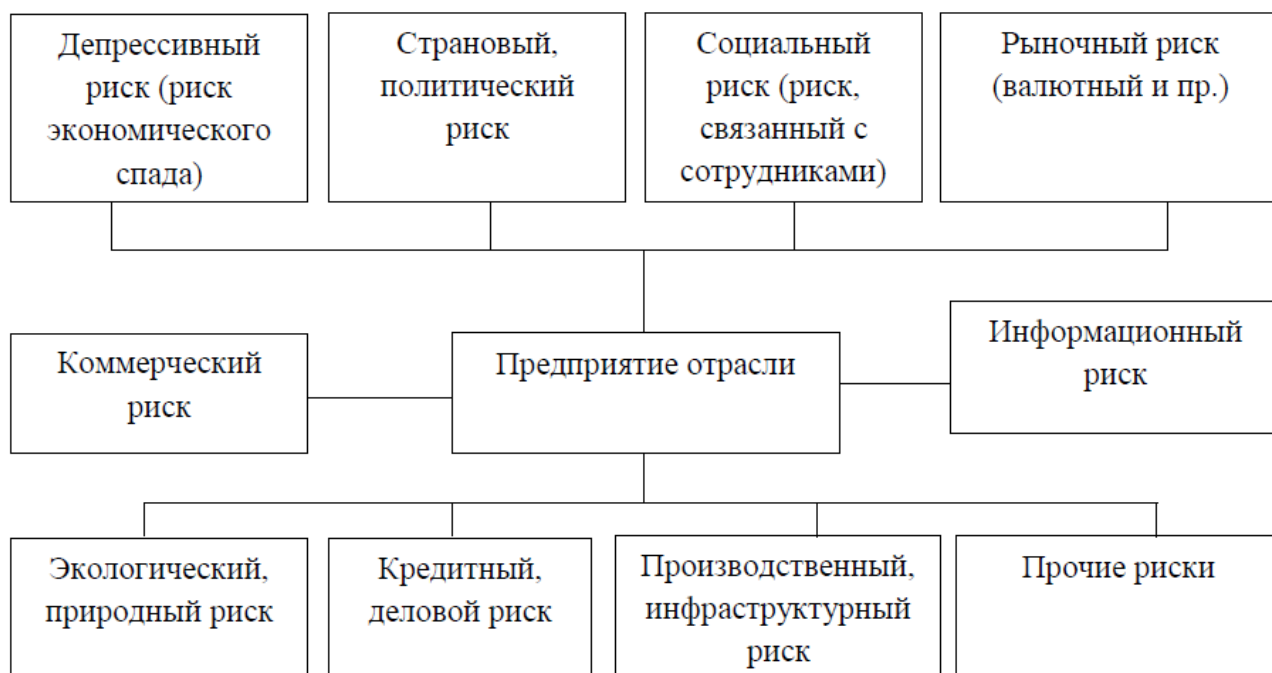 Депрессивный
риск (риск
экономического
спада)
Страновый,
политический
риск
Социальный
риск (риск,
связанный с
сотрудниками)
Рыночный риск
(валютный и пр.)
Коммерческий
риск
Предприятие отрасли
Информационный
риск
Экологический,
природный риск
Кредитный,
деловой риск
Производственный,
инфраструктурный
риск
Прочие риски